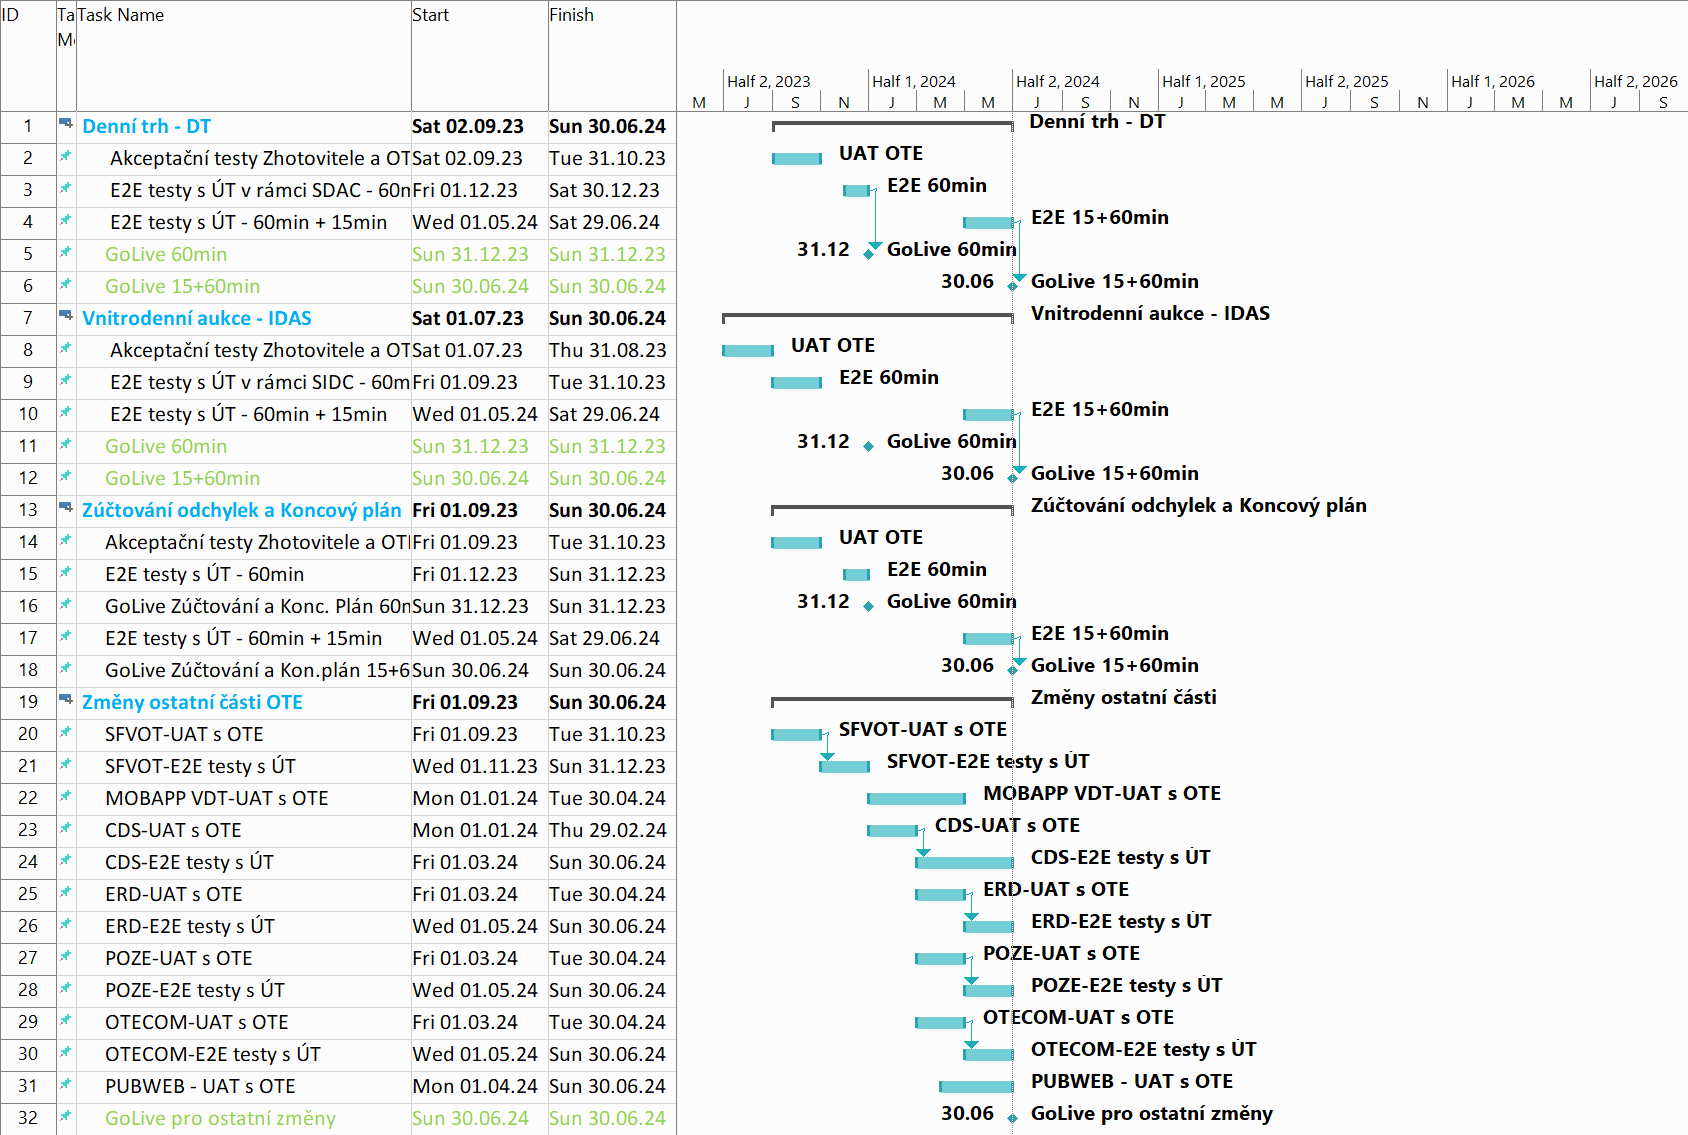 ID Ta Task Name Start Finish
Mo
Half 2, 2023 Half 1, 2024 Half 2, 2024 Half 1, 2025 Half 2, 2025 Half 1, 2026 Half 2, 2026
M J S N J M M J S N J M M J S N J M M J S
1 Denní trh - DT Sat 02.09.23 Sun 30.06.24 Denní trh - DT
2 Akceptační testy Zhotovitele a OT Sat 02.09.23 Tue 31.10.23 UAT OTE
3 E2E testy s ÚT v rámci SDAC - 60m Fri 01.12.23 Sat 30.12.23 E2E 60min
4 E2E testy s ÚT - 60min + 15min Wed 01.05.24 Sat 29.06.24 E2E 15+60min
5 GoLive 60min Sun 31.12.23 Sun 31.12.23 31.12 GoLive 60min
6 GoLive 15+60min Sun 30.06.24 Sun 30.06.24 30.06 GoLive 15+60min
7 Vnitrodenní aukce - IDAS Sat 01.07.23 Sun 30.06.24 Vnitrodenní aukce - IDAS
8 Akceptační testy Zhotovitele a OT Sat 01.07.23 Thu 31.08.23 UAT OTE
9 E2E testy s ÚT v rámci SIDC - 60m Fri 01.09.23 Tue 31.10.23 E2E 60min
10 E2E testy s ÚT - 60min + 15min Wed 01.05.24 Sat 29.06.24 E2E 15+60min
11 GoLive 60min Sun 31.12.23 Sun 31.12.23 31.12 GoLive 60min
12 GoLive 15+60min Sun 30.06.24 Sun 30.06.24 30.06 GoLive 15+60min
13 Zúčtování odchylek a Koncový plán Fri 01.09.23 Sun 30.06.24 Zúčtování odchylek a Koncový plán
14 Akceptační testy Zhotovitele a OTI Fri 01.09.23 Tue 31.10.23 UAT OTE
15 E2E testy s ÚT - 60min Fri 01.12.23 Sun 31.12.23 E2E 60min
16 GoLive Zúčtování a Konc. Plán 60m Sun 31.12.23 Sun 31.12.23 31.12 GoLive 60min
17 E2E testy s ÚT - 60min + 15min Wed 01.05.24 Sat 29.06.24 E2E 15+60min
18 GoLive Zúčtování a Kon.plán 15+6 Sun 30.06.24 Sun 30.06.24 30.06 GoLive 15+60min
19 Změny ostatní části OTE Fri 01.09.23 Sun 30.06.24 Změny ostatní části
20 SFVOT-UAT s OTE Fri 01.09.23 Tue 31.10.23 SFVOT-UAT s OTE
21 SFVOT-E2E testy s ÚT Wed 01.11.23 Sun 31.12.23 SFVOT-E2E testy s ÚT
22 MOBAPP VDT-UAT s OTE Mon 01.01.24 Tue 30.04.24 MOBAPP VDT-UAT s OTE
23 CDS-UAT s OTE Mon 01.01.24 Thu 29.02.24 CDS-UAT s OTE
24 CDS-E2E testy s ÚT Fri 01.03.24 Sun 30.06.24 CDS-E2E testy s ÚT
25 ERD-UAT s OTE Fri 01.03.24 Tue 30.04.24 ERD-UAT s OTE
26 ERD-E2E testy s ÚT Wed 01.05.24 Sun 30.06.24 ERD-E2E testy s ÚT
27 POZE-UAT s OTE Fri 01.03.24 Tue 30.04.24 POZE-UAT s OTE
28 POZE-E2E testy s ÚT Wed 01.05.24 Sun 30.06.24 POZE-E2E testy s ÚT
29 OTECOM-UAT s OTE Fri 01.03.24 Tue 30.04.24 OTECOM-UAT s OTE
30 OTECOM-E2E testy s ÚT Wed 01.05.24 Sun 30.06.24 OTECOM-E2E testy s ÚT
31 PUBWEB - UAT s OTE Mon 01.04.24 Sun 30.06.24 PUBWEB - UAT s OTE
32 GoLive pro ostatní změny Sun 30.06.24 Sun 30.06.24 30.06 GoLive pro ostatní změny